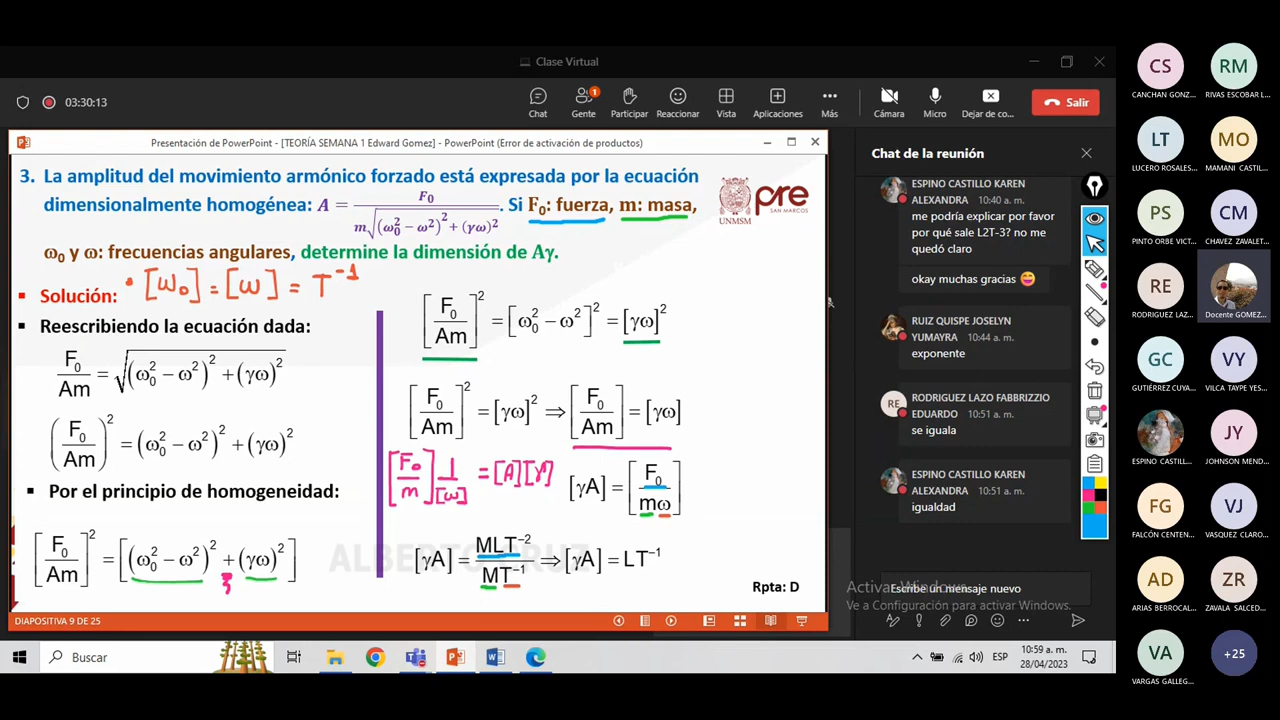 Clase Virtual
03:30:13
Chat
Gente
1
Participar
Reaccionar
Vista
Aplicaciones
Más
Cámara
Micro
Dejar de co...
Salir
Presentación de PowerPoint - [TEORÍA SEMANA 1 Edward Gomez] - PowerPoint (Error de activación de productos)
3. La amplitud del movimiento armónico forzado está expresada por la ecuación
dimensionalmente homogénea: A = F₀ / m√((ω₀² − ω²)² + (γω)²). Si F₀: fuerza, m: masa,
ω₀ y ω: frecuencias angulares, determine la dimensión de Aγ.
UNMSM
pre
SAN MARCOS
▪ Solución: • [ω₀] = [ω] = T⁻¹
▪ Reescribiendo la ecuación dada:
F₀/Am = √((ω₀² − ω²)² + (γω)²)
(F₀/Am)² = (ω₀² − ω²)² + (γω)²
▪ Por el principio de homogeneidad:
[F₀/Am]² = [(ω₀² − ω²)² + (γω)²]
[F₀/Am]² = [ω₀² − ω²]² = [γω]²
[F₀/Am]² = [γω]² ⇒ [F₀/Am] = [γω]
[F₀/m] 1/[ω] = [A][γ]
[γA] = [F₀/mω]
[γA] = MLT⁻²/MT⁻¹ ⇒ [γA] = LT⁻¹
ALBERTO CRUZ
Rpta: D
DIAPOSITIVA 9 DE 25
Chat de la reunión
ESPINO CASTILLO KAREN
ALEXANDRA 10:40 a. m.
me podría explicar por favor
por qué sale L2T-3? no me
quedó claro
okay muchas gracias 😋
RUIZ QUISPE JOSELYN
YUMAYRA 10:44 a. m.
exponente
RE
RODRIGUEZ LAZO FABBRIZZIO
EDUARDO 10:51 a. m.
se iguala
ESPINO CASTILLO KAREN
ALEXANDRA 10:51 a. m.
igualdad
Activar Windows
Escribe un mensaje nuevo
Ve a Configuración para activar Windows.
Buscar
ESP
10:59 a. m.
28/04/2023
CS
CANCHAN GONZ...
RM
RIVAS ESCOBAR L...
LT
LUCERO ROSALES...
MO
MAMANI CASTILL...
PS
PINTO ORBE VICT...
CM
CHAVEZ ZAVALET...
RE
RODRIGUEZ LAZ...
Docente GOMEZ...
GC
GUTIÉRREZ CUYA...
VY
VILCA TAYPE YES...
ESPINO CASTILLO...
JY
JOHNSON MEND...
FG
FALCÓN CENTEN...
VJ
VASQUEZ CLARO...
AD
ARIAS BERROCAL...
ZR
ZAVALA SALCED...
VA
VARGAS GALLEG...
+25